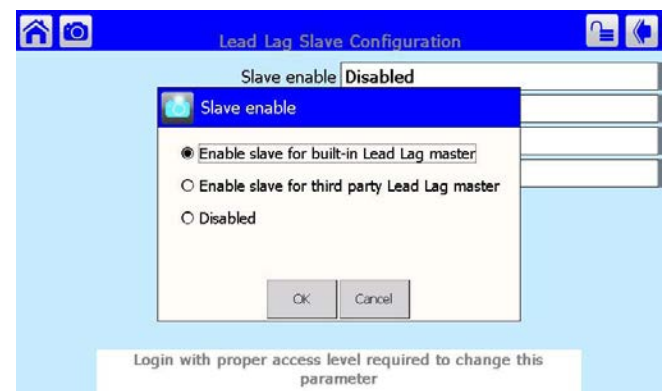 Lead Lag Slave Configuration
Slave enable Disabled
Slave enable
Enable slave for built-in Lead Lag master
Enable slave for third party Lead Lag master
Disabled
OK Cancel
Login with proper access level required to change this
parameter